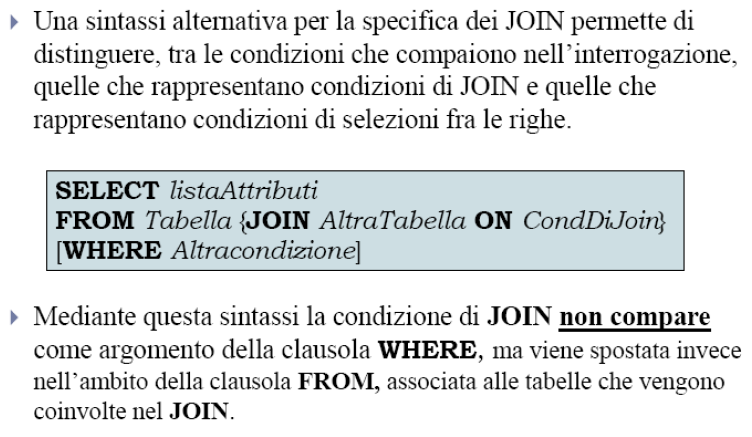 Una sintassi alternativa per la specifica dei JOIN permette di
distinguere, tra le condizioni che compaiono nell'interrogazione,
quelle che rappresentano condizioni di JOIN e quelle che
rappresentano condizioni di selezioni fra le righe.
SELECT listaAttributi
FROM Tabella {JOIN AltraTabella ON CondDiJoin}
[WHERE Altracondizione]
Mediante questa sintassi la condizione di JOIN non compare
come argomento della clausola WHERE, ma viene spostata invece
nell'ambito della clausola FROM, associata alle tabelle che vengono
coinvolte nel JOIN.